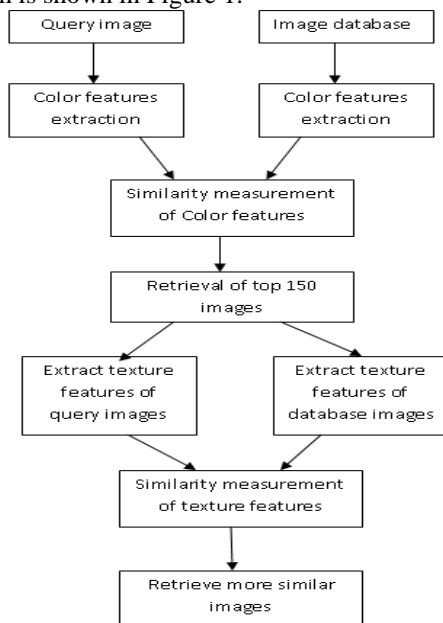 is shown in Figure 1.
Query image
Image database
Color features
extraction
Color features
extraction
Similarity measurement
of Color features
Retrieval of top 150
images
Extract texture
features of
query images
Extract texture
features of
database images
Similarity measurement
of texture features
Retrieve more similar
images